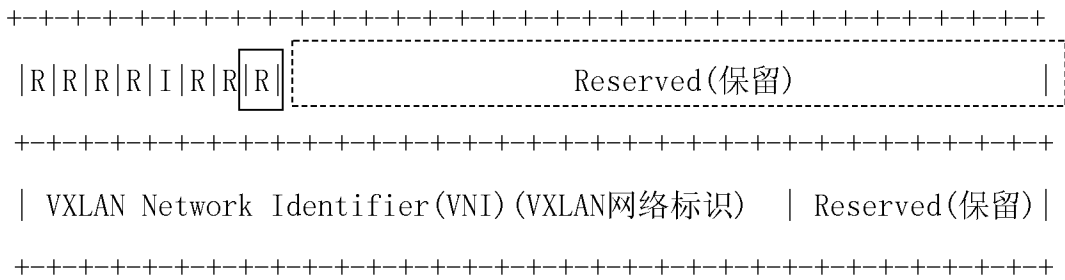 +-+-+-+-+-+-+-+-+-+-+-+-+-+-+-+-+-+-+-+-+-+-+-+-+-+-+-+-+-+-+-+-+
|R|R|R|R|I|R|R|R| Reserved(保留) |
+-+-+-+-+-+-+-+-+-+-+-+-+-+-+-+-+-+-+-+-+-+-+-+-+-+-+-+-+-+-+-+-+
| VXLAN Network Identifier(VNI)(VXLAN网络标识) | Reserved(保留)|
+-+-+-+-+-+-+-+-+-+-+-+-+-+-+-+-+-+-+-+-+-+-+-+-+-+-+-+-+-+-+-+-+